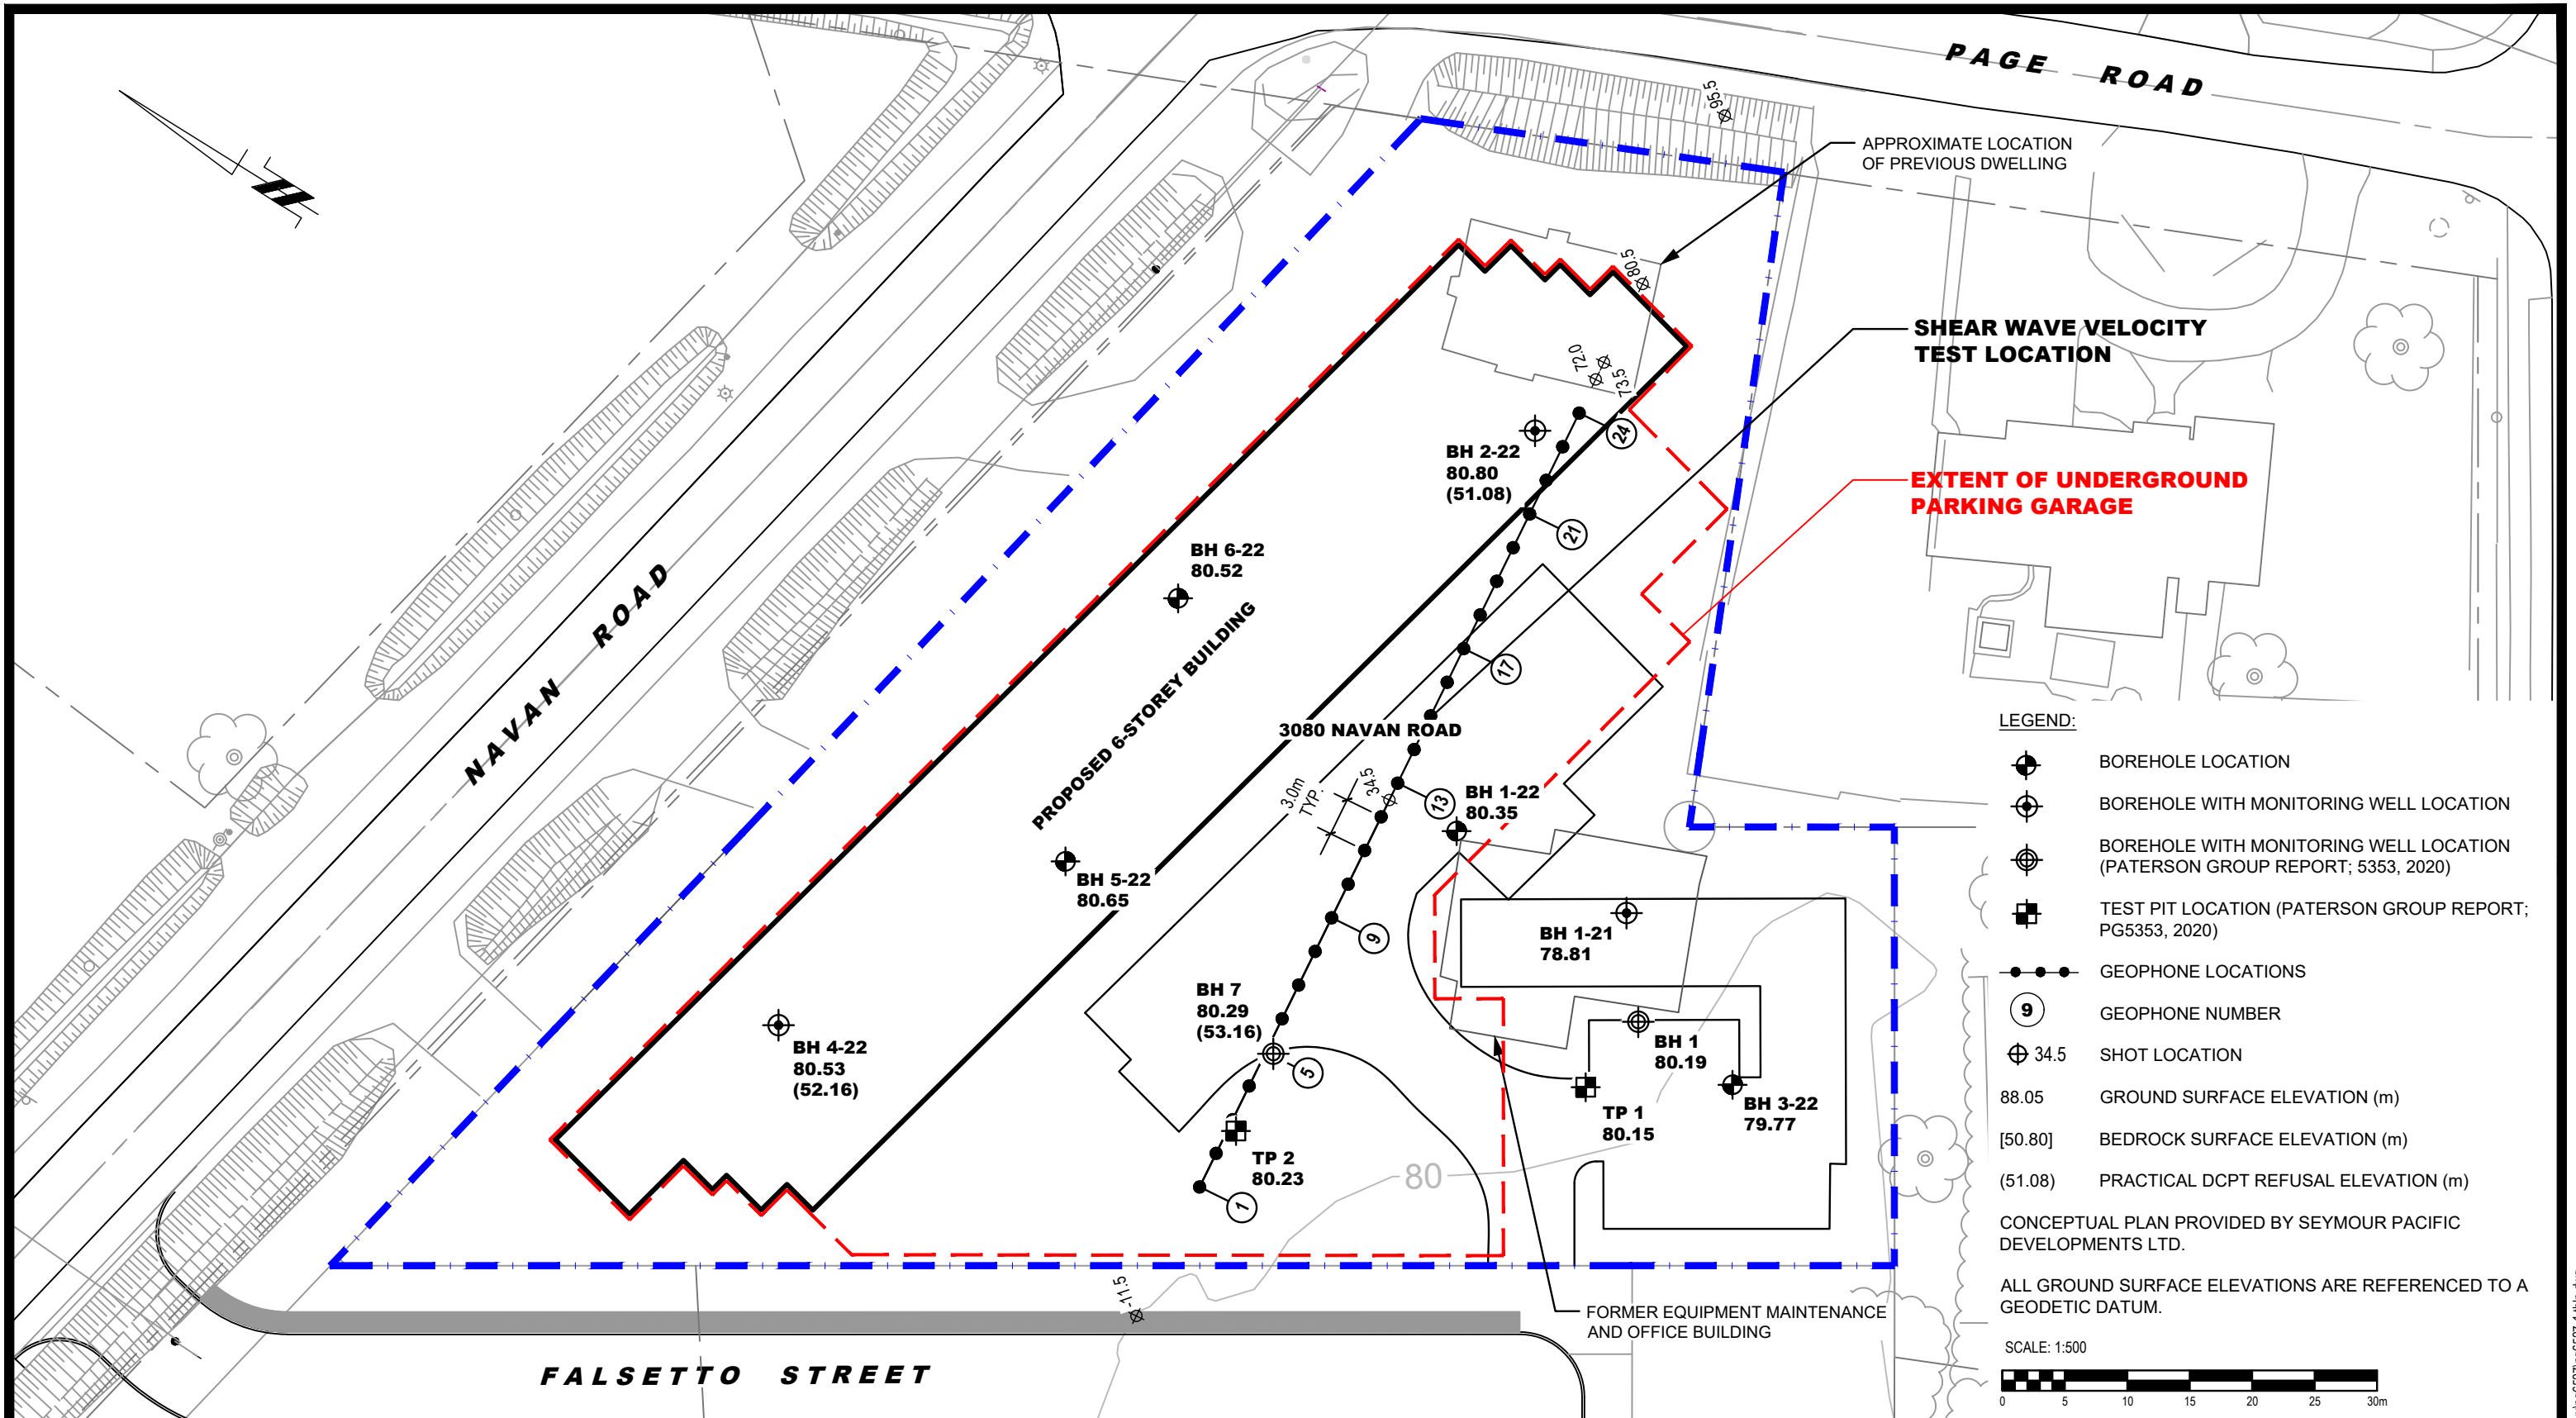 PAGE ROAD
95.5
APPROXIMATE LOCATION
OF PREVIOUS DWELLING
80.5
SHEAR WAVE VELOCITY
TEST LOCATION
72.0
73.5
24
BH 2-22
80.80
(51.08)
EXTENT OF UNDERGROUND
PARKING GARAGE
21
BH 6-22
80.52
NAVAN ROAD
PROPOSED 6-STOREY BUILDING
17
3080 NAVAN ROAD
3.0m
TYP.
34.5
13
BH 1-22
80.35
BH 5-22
80.65
9
BH 1-21
78.81
BH 7
80.29
(53.16)
BH 4-22
80.53
(52.16)
5
BH 1
80.19
TP 1
80.15
BH 3-22
79.77
TP 2
80.23
80
1
-11.5
FORMER EQUIPMENT MAINTENANCE
AND OFFICE BUILDING
FALSETTO STREET
LEGEND:
BOREHOLE LOCATION
BOREHOLE WITH MONITORING WELL LOCATION
BOREHOLE WITH MONITORING WELL LOCATION
(PATERSON GROUP REPORT; 5353, 2020)
TEST PIT LOCATION (PATERSON GROUP REPORT;
PG5353, 2020)
GEOPHONE LOCATIONS
9 GEOPHONE NUMBER
34.5 SHOT LOCATION
88.05 GROUND SURFACE ELEVATION (m)
[50.80] BEDROCK SURFACE ELEVATION (m)
(51.08) PRACTICAL DCPT REFUSAL ELEVATION (m)
CONCEPTUAL PLAN PROVIDED BY SEYMOUR PACIFIC
DEVELOPMENTS LTD.
ALL GROUND SURFACE ELEVATIONS ARE REFERENCED TO A
GEODETIC DATUM.
SCALE: 1:500
0 5 10 15 20 25 30m